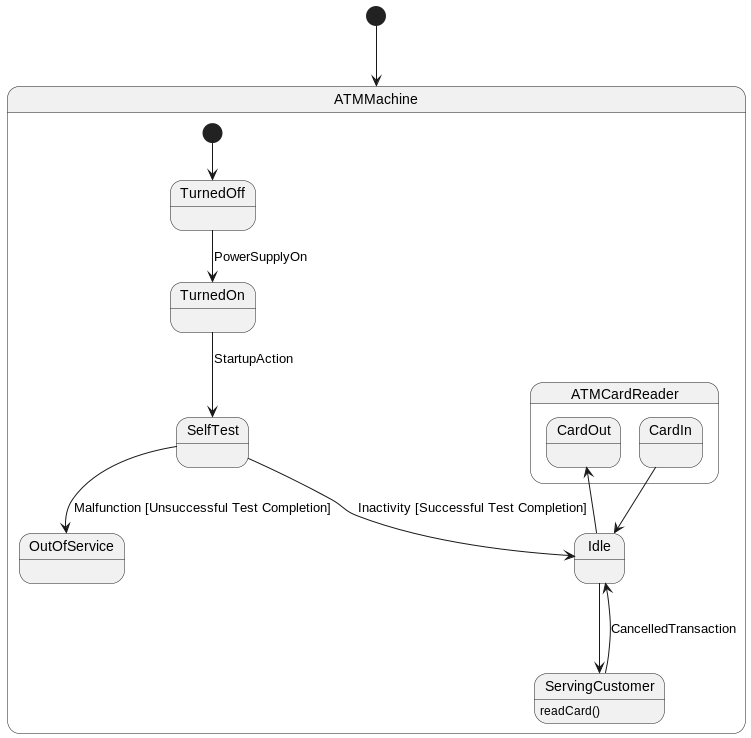 ATMMachine
TurnedOff
PowerSupplyOn
TurnedOn
StartupAction
ATMCardReader
SelfTest
CardOut
CardIn
Malfunction [Unsuccessful Test Completion]
Inactivity [Successful Test Completion]
OutOfService
Idle
CancelledTransaction
ServingCustomer
readCard()